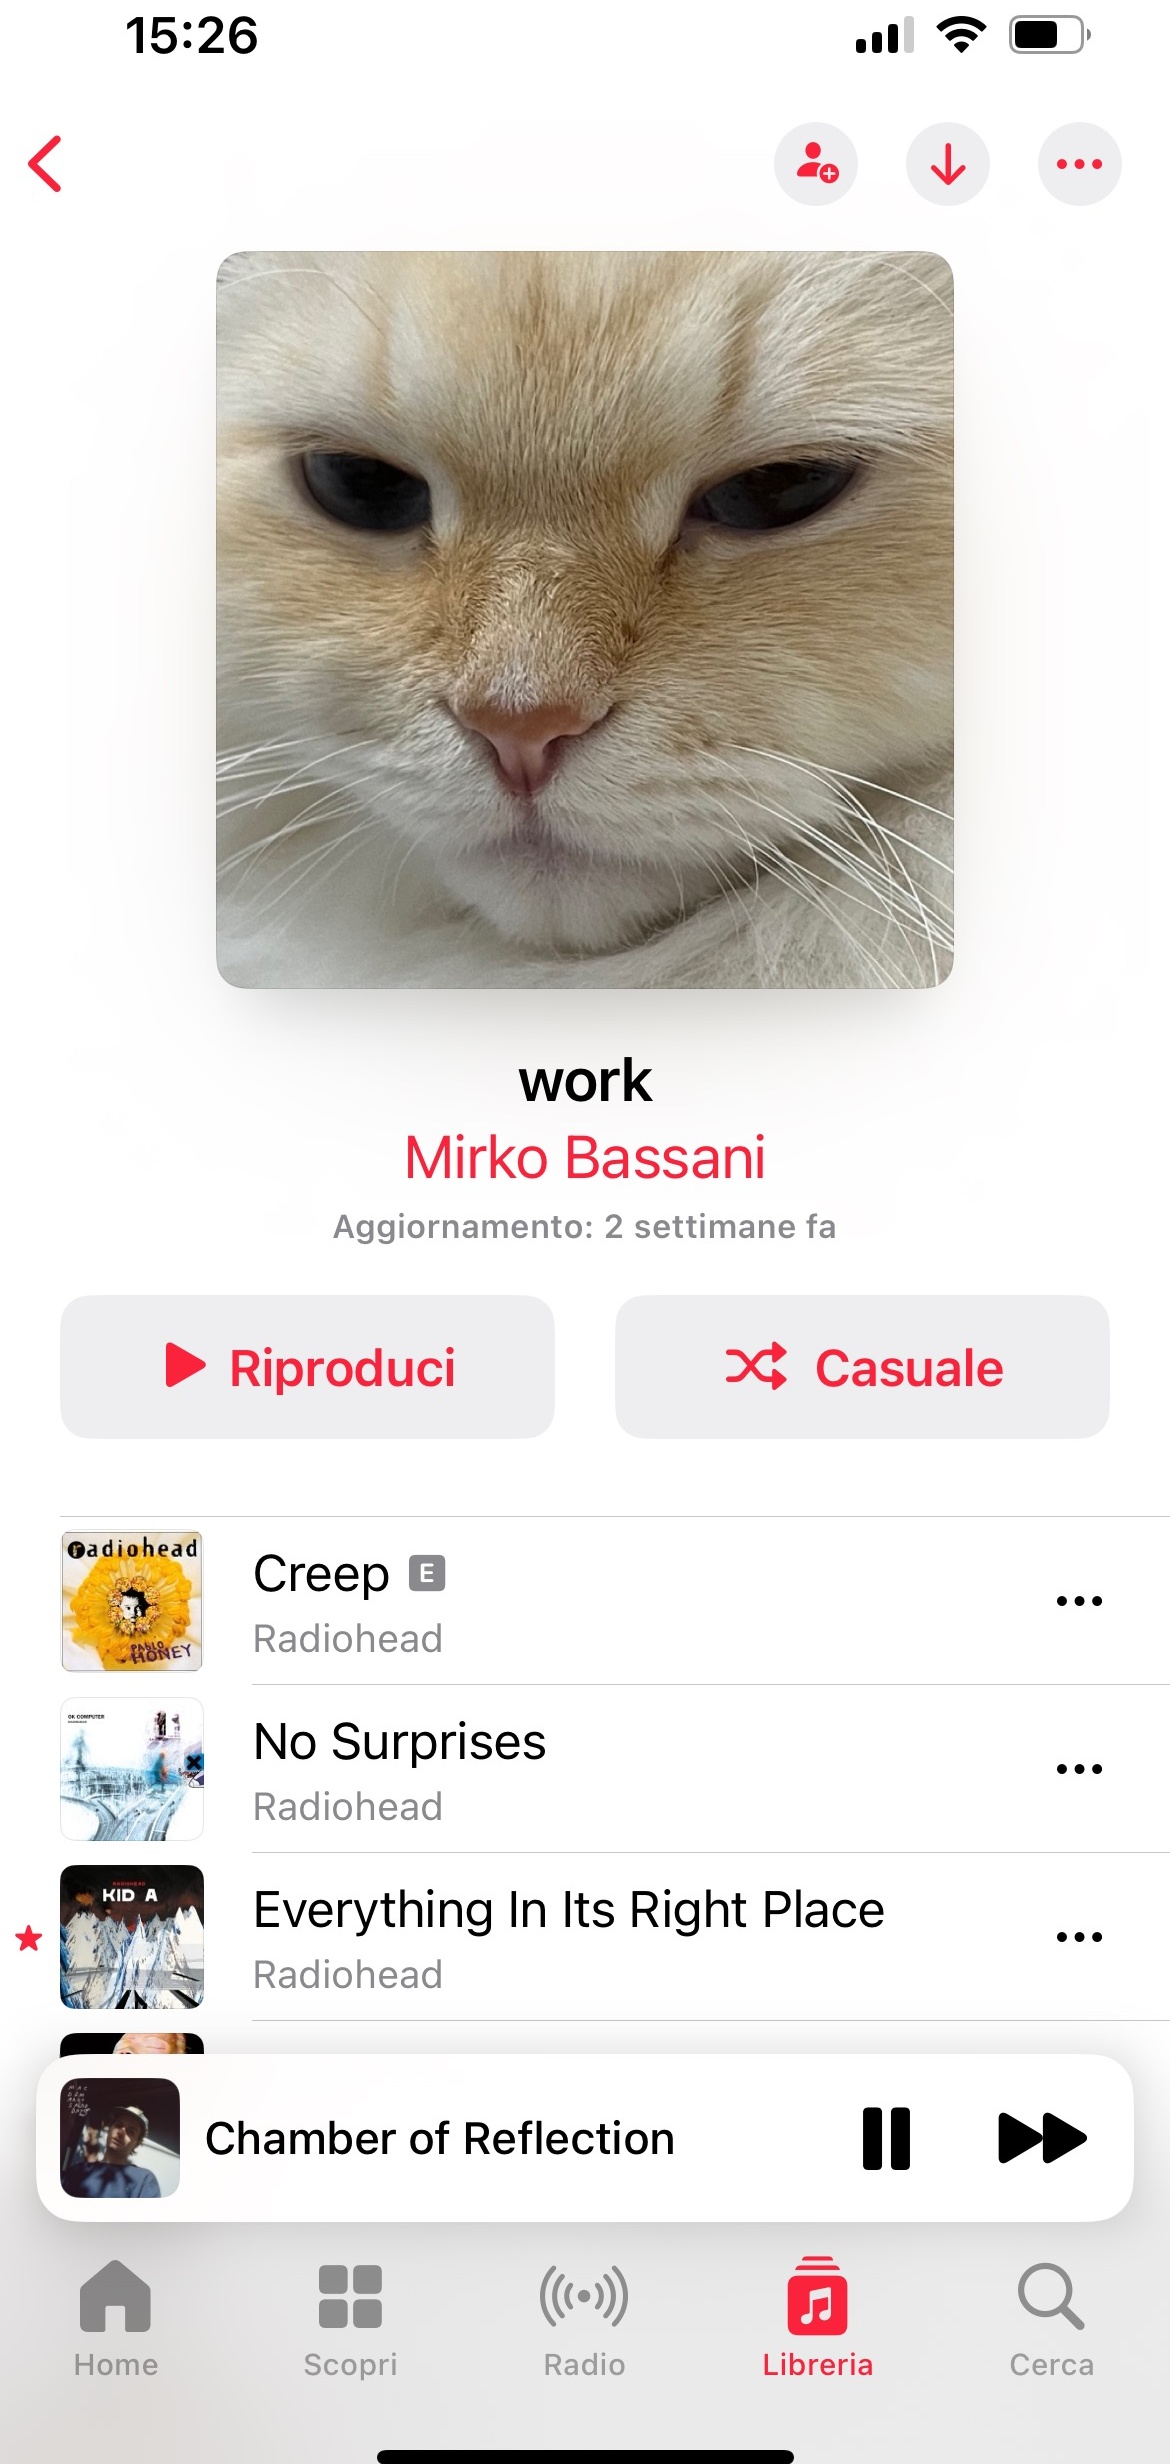 15:26
work
Mirko Bassani
Aggiornamento: 2 settimane fa
Riproduci
Casuale
radiohead
PABLO
HONEY
Creep E
Radiohead
OK COMPUTER
No Surprises
Radiohead
RADIOHEAD
KID A
Everything In Its Right Place
Radiohead
Chamber of Reflection
Home
Scopri
Radio
Libreria
Cerca